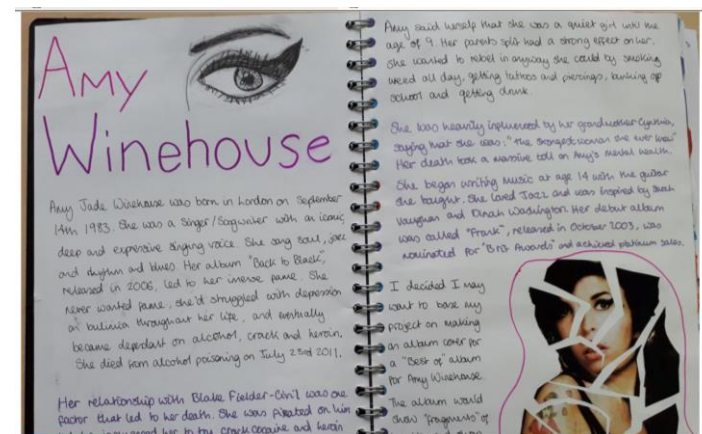 Amy
Winehouse
Amy Jade Winehouse was born in London on September
14th 1983. She was a Singer/Songwriter with an iconic
deep and expressive singing voice. She sang soul, jazz
and rhythm and blues. Her album "Back to Black",
released in 2006, led to her imense fame. She
never wanted fame, she'd struggled with depression
an bulimia throughout her life, and eventually
became dependant on alcohol, crack and heroin.
She died from alcohol poisoning on July 23rd 2011.
Her relationship with Blake Fielder-Civil was one
factor that led to her death. She was fixated on him
her to try crack cocaine and heroin
Amy said herself that she was a quiet girl until the
age of 9. Her parents split had a strong effect on her.
She wanted to rebel in anyway she could by smoking
weed all day, getting tattoos and piercings, bunking off
school and getting drunk.
She was heavily influenced by her grandmother Cynthia,
saying that she was: "the strongest woman she ever knew"
Her death took a massive toll on Amy's mental health.
She began writing music at age 14 with the guitar
she bought. She loved Jazz and was inspired by Sarah
Vaughan and Dinah Washington. Her debut album
was called "Frank", released in October 2003, was
nominated for "Brit Awards" and achieved platinum sales.
I decided I may
want to base my
project on making
an album cover for
a "Best of" album
for Amy Winehouse.
The album would
show "fragments" of